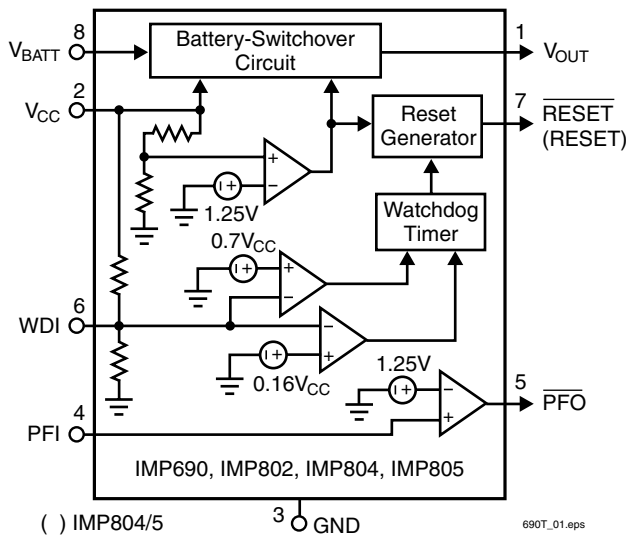 8
V_BATT
Battery-Switchover
Circuit
1
V_OUT
2
V_CC
Reset
Generator
7
R̅E̅S̅E̅T̅
(RESET)
+
−
+
1.25V
Watchdog
Timer
0.7V_CC
+
+
−
6
WDI
−
+
+
0.16V_CC
1.25V
+
−
+
5
P̅F̅O̅
4
PFI
IMP690, IMP802, IMP804, IMP805
( ) IMP804/5
3
GND
690T_01.eps